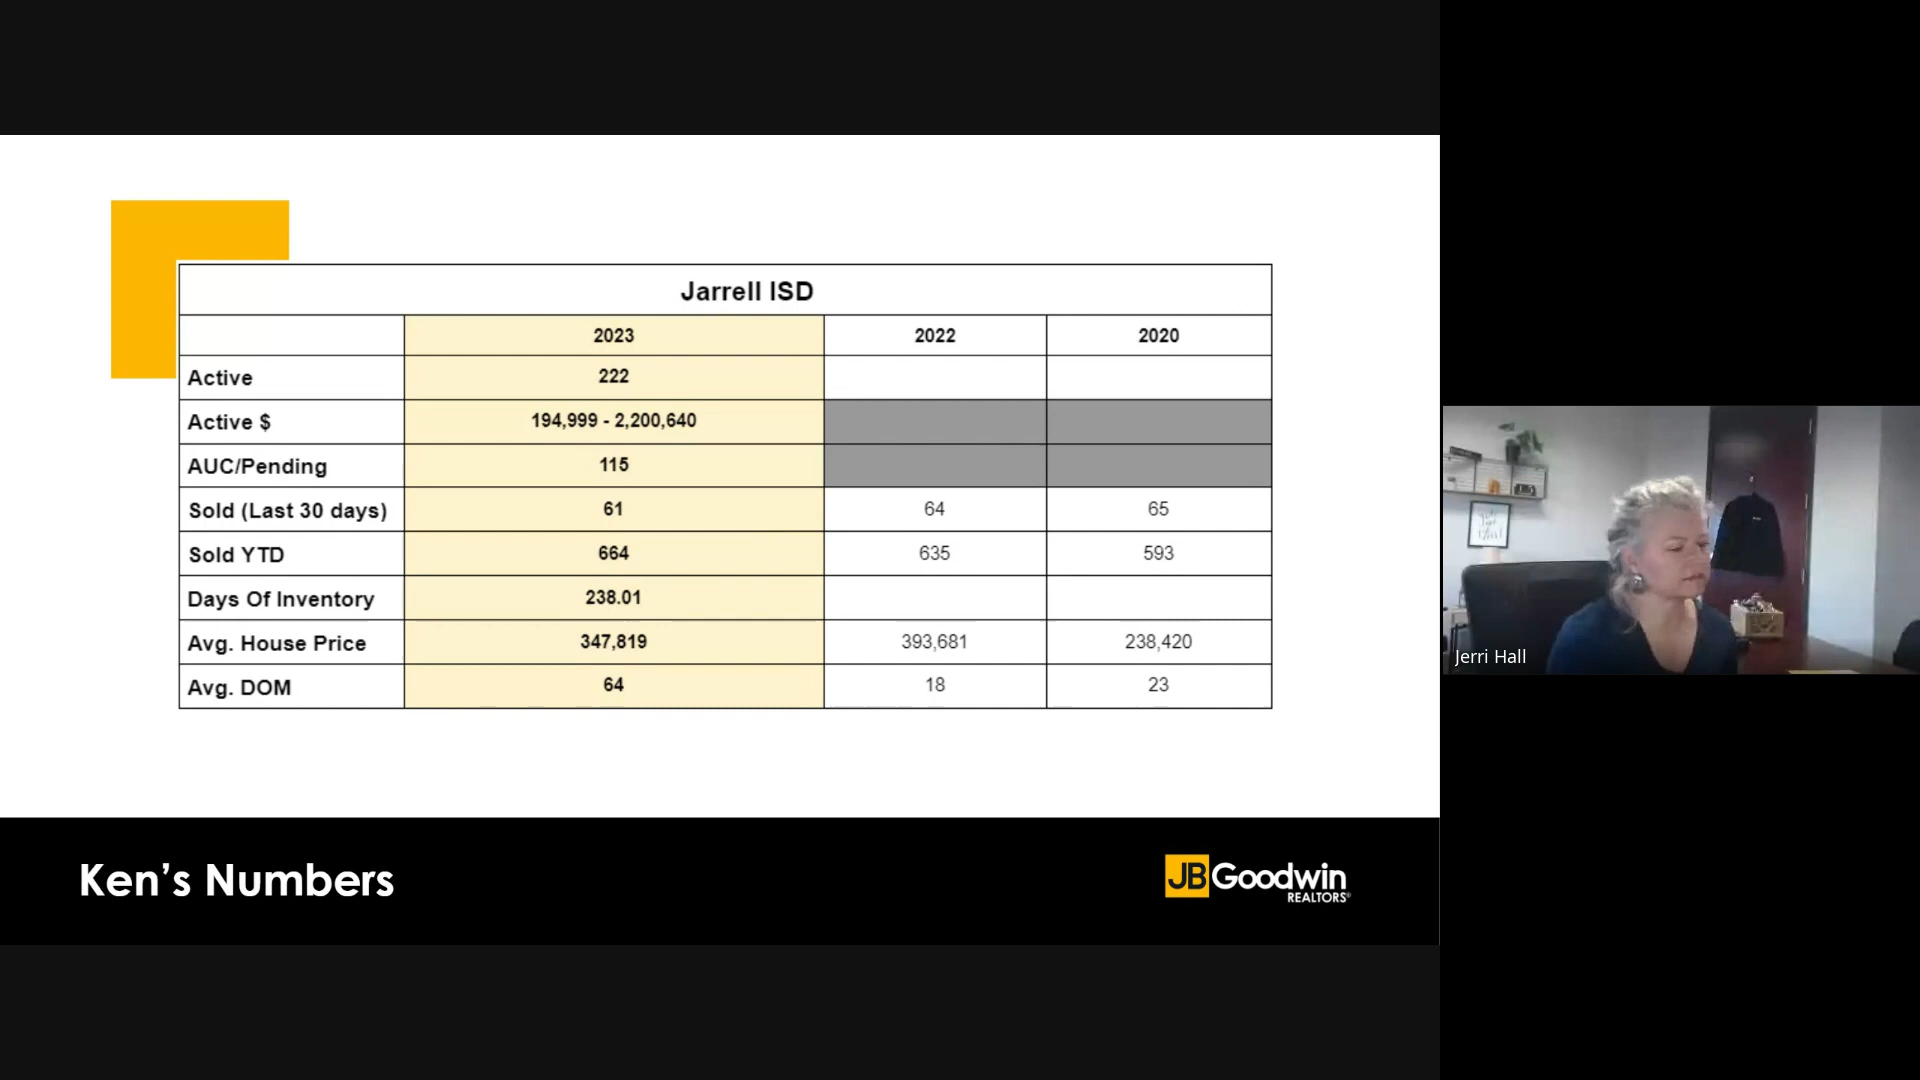 Jarrell ISD
2023 2022 2020
Active 222
Active $ 194,999 - 2,200,640
AUC/Pending 115
Sold (Last 30 days) 61 64 65
Sold YTD 664 635 593
Days Of Inventory 238.01
Avg. House Price 347,819 393,681 238,420
Avg. DOM 64 18 23
Ken's Numbers
JB Goodwin
REALTORS®
Jerri Hall